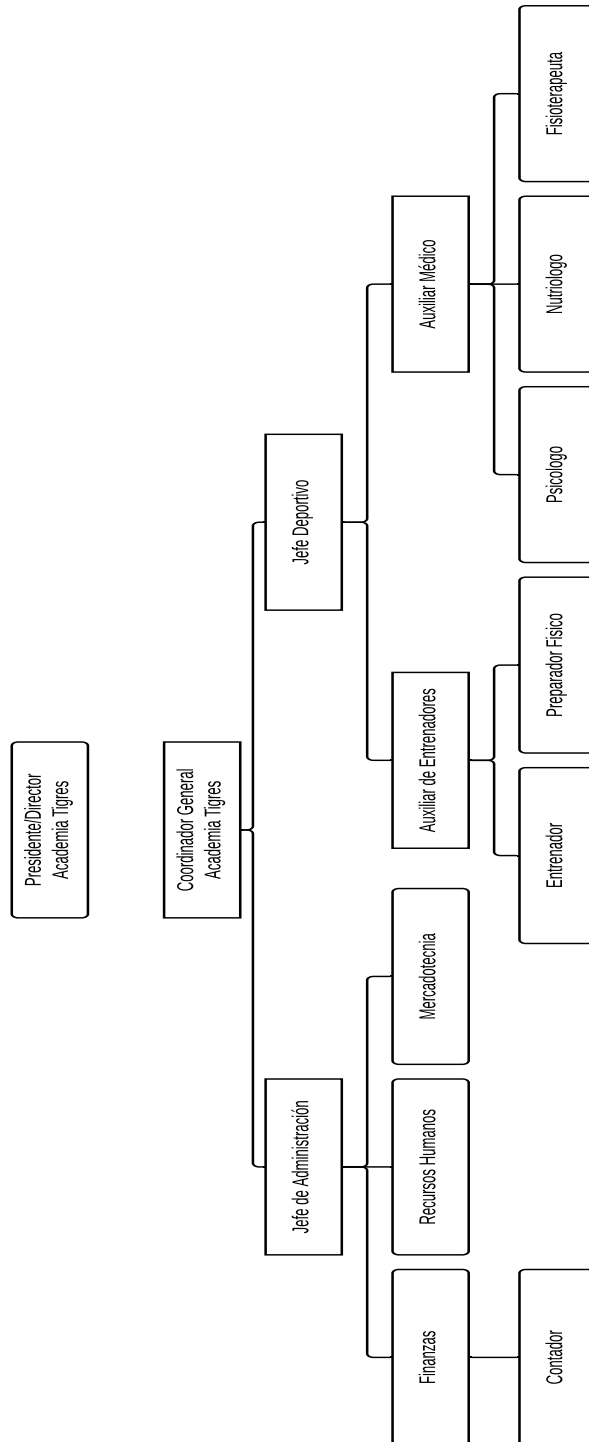 Presidente/Director
Academia Tigres
Coordinador General
Academia Tigres
Jefe de Administración
Jefe Deportivo
Finanzas
Recursos Humanos
Mercadotecnia
Auxiliar de Entrenadores
Auxiliar Médico
Contador
Entrenador
Preparador Fisico
Psicologo
Nutriologo
Fisioterapeuta